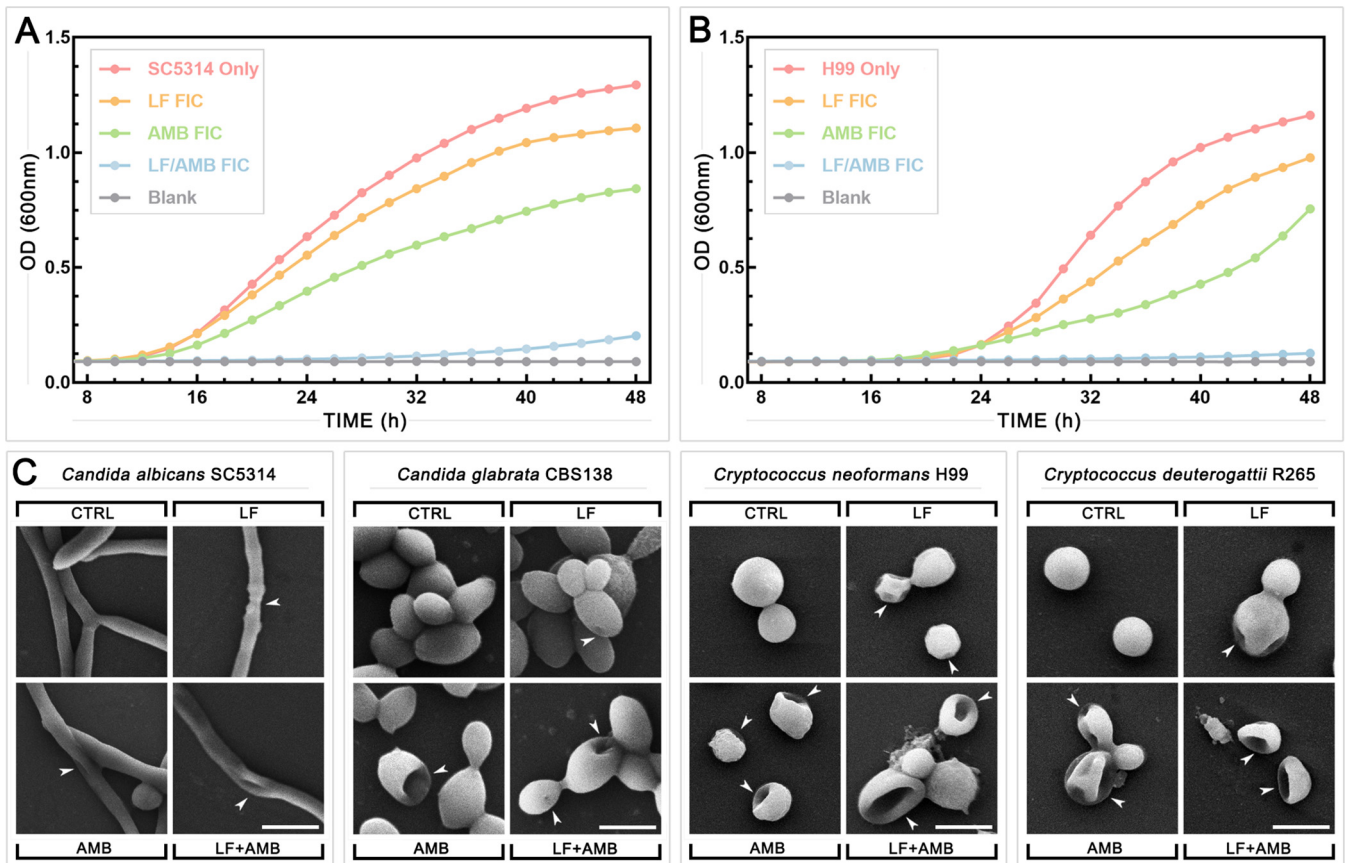 A
1.5
1.0
0.5
0.0
OD (600nm)
SC5314 Only
LF FIC
AMB FIC
LF/AMB FIC
Blank
8
16
24
32
40
48
TIME (h)
B
1.5
1.0
0.5
0.0
OD (600nm)
H99 Only
LF FIC
AMB FIC
LF/AMB FIC
Blank
8
16
24
32
40
48
TIME (h)
C
Candida albicans SC5314
CTRL
LF
AMB
LF+AMB
Candida glabrata CBS138
CTRL
LF
AMB
LF+AMB
Cryptococcus neoformans H99
CTRL
LF
AMB
LF+AMB
Cryptococcus deuterogattii R265
CTRL
LF
AMB
LF+AMB